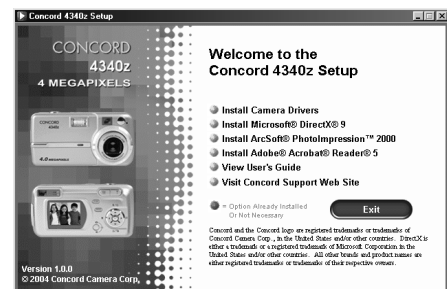 Concord 4340z Setup
CONCORD
4340z
4 MEGAPIXELS
CONCORD
4.0 MEGAPIXELS
Version 1.0.0
© 2004 Concord Camera Corp,
Welcome to the
Concord 4340z Setup
Install Camera Drivers
Install Microsoft® DirectX® 9
Install ArcSoft® PhotoImpression™ 2000
Install Adobe® Acrobat® Reader® 5
View User's Guide
Visit Concord Support Web Site
= Option Already Installed
Or Not Necessary
Exit
Concord and the Concord logo are registered trademarks or trademarks of
Concord Camera Corp., in the United States and/or other countries. DirectX is
either a trademark or a registered trademark of Microsoft Corporation in the
United States and/or other countries. All other brands and product names are
either registered trademarks or trademarks of their respective owners.